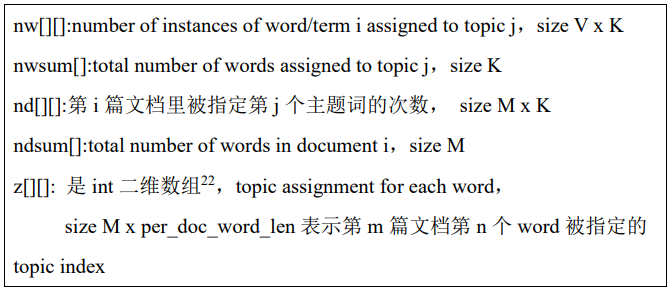 nw[][]:number of instances of word/term i assigned to topic j，size V x K
nwsum[]:total number of words assigned to topic j，size K
nd[][]:第 i 篇文档里被指定第 j 个主题词的次数， size M x K
ndsum[]:total number of words in document i，size M
z[][]: 是 int 二维数组²²，topic assignment for each word，
size M x per_doc_word_len 表示第 m 篇文档第 n 个 word 被指定的
topic index